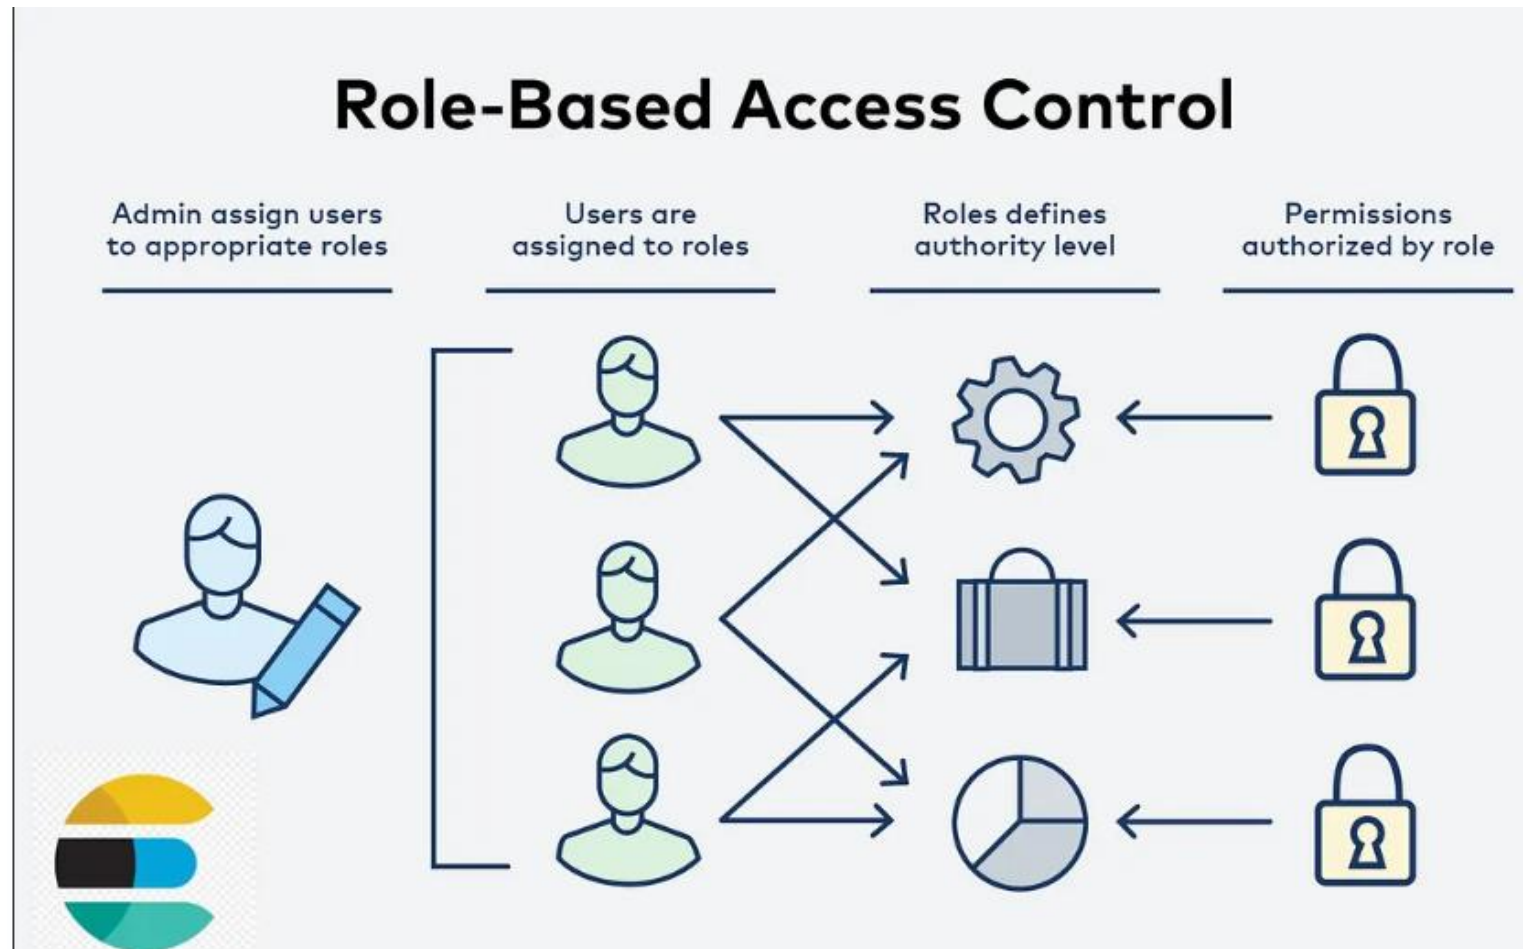 Role-Based Access Control
Admin assign users
to appropriate roles
Users are
assigned to roles
Roles defines
authority level
Permissions
authorized by role